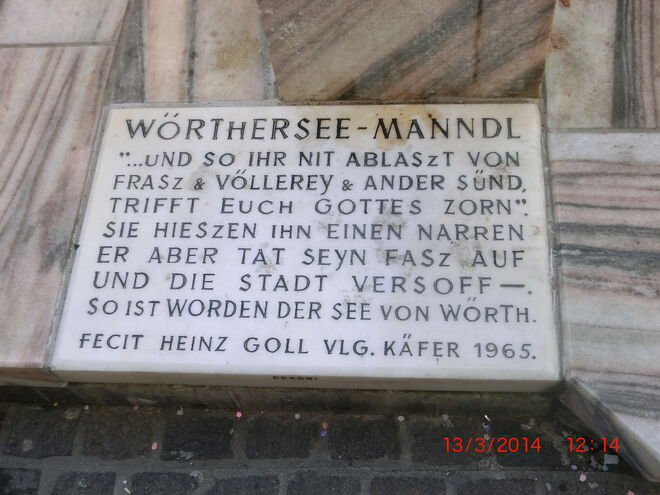 WÖRTHERSEE-MANNDL
"...UND SO IHR NIT ABLASZT VON
FRASZ & VÖLLEREY & ANDER SÜND,
TRIFFT EUCH GOTTES ZORN".
SIE HIESZEN IHN EINEN NARREN
ER ABER TAT SEYN FASZ AUF
UND DIE STADT VERSOFF —.
SO IST WORDEN DER SEE VON WÖRTH.
FECIT HEINZ GOLL VLG. KÄFER 1965.
13/3/2014 12:14